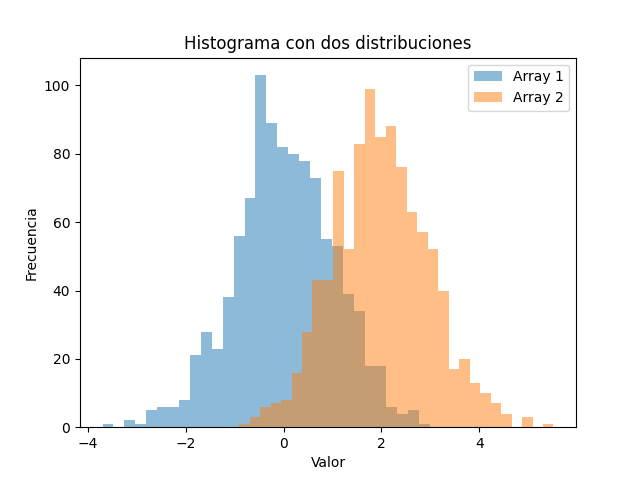 Histograma con dos distribuciones
Array 1
Array 2
Frecuencia
100
80
60
40
20
0
−4
−2
0
2
4
Valor